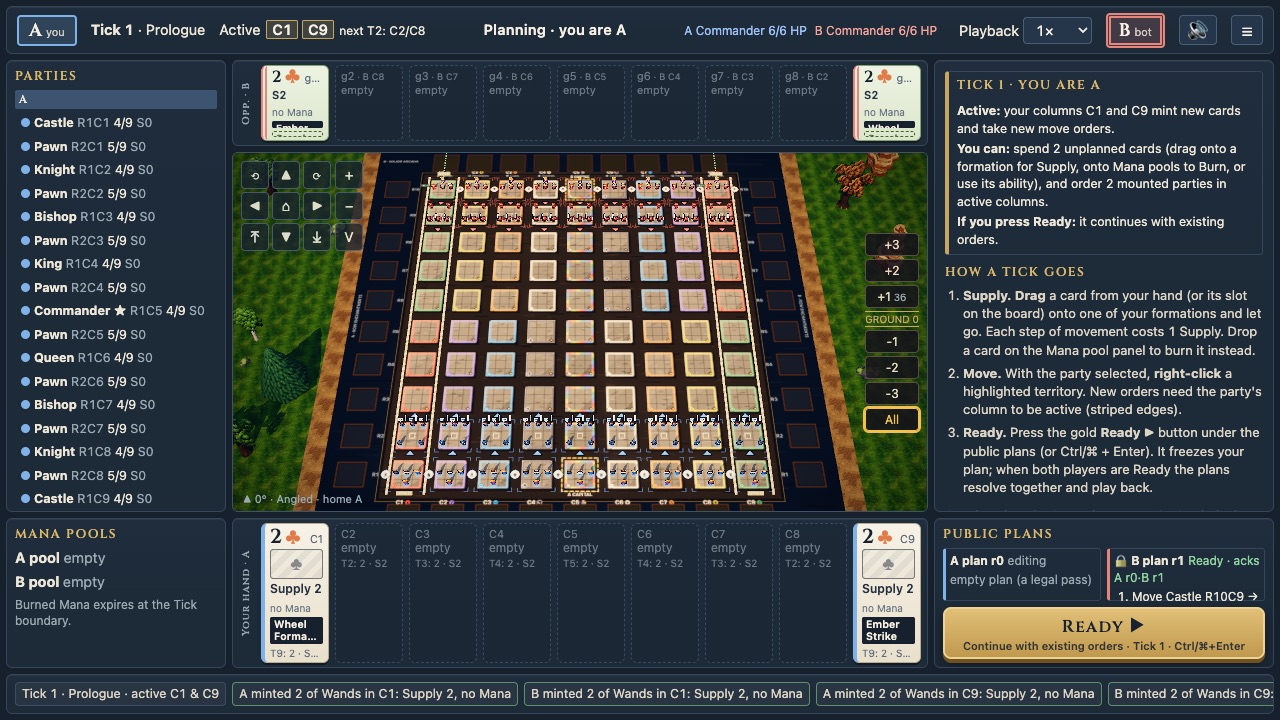 A you
Tick 1 · Prologue
Active C1 C9 next T2: C2/C8
Planning · you are A
A Commander 6/6 HP B Commander 6/6 HP
Playback 1×
B bot
PARTIES
A
Castle R1C1 4/9 S0
Pawn R2C1 5/9 S0
Knight R1C2 4/9 S0
Pawn R2C2 5/9 S0
Bishop R1C3 4/9 S0
Pawn R2C3 5/9 S0
King R1C4 4/9 S0
Pawn R2C4 5/9 S0
Commander ★ R1C5 4/9 S0
Pawn R2C5 5/9 S0
Queen R1C6 4/9 S0
Pawn R2C6 5/9 S0
Bishop R1C7 4/9 S0
Pawn R2C7 5/9 S0
Knight R1C8 4/9 S0
Pawn R2C8 5/9 S0
Castle R1C9 4/9 S0
OPP. · B
2 ♣ g…
S2
no Mana
g2 · B C8
empty
g3 · B C7
empty
g4 · B C6
empty
g5 · B C5
empty
g6 · B C4
empty
g7 · B C3
empty
g8 · B C2
empty
2 ♣ g…
S2
no Mana
+3
+2
+1 36
GROUND 0
-1
-2
-3
All
▲ 0° · Angled · home A
TICK 1 · YOU ARE A
Active: your columns C1 and C9 mint new cards
and take new move orders.
You can: spend 2 unplanned cards (drag onto a
formation for Supply, onto Mana pools to Burn, or
use its ability), and order 2 mounted parties in
active columns.
If you press Ready: it continues with existing
orders.
HOW A TICK GOES
1. Supply. Drag a card from your hand (or its slot
on the board) onto one of your formations and let
go. Each step of movement costs 1 Supply. Drop
a card on the Mana pool panel to burn it instead.
2. Move. With the party selected, right-click a
highlighted territory. New orders need the party's
column to be active (striped edges).
3. Ready. Press the gold Ready ▶ button under the
public plans (or Ctrl/⌘ + Enter). It freezes your
plan; when both players are Ready the plans
resolve together and play back.
MANA POOLS
A pool empty
B pool empty
Burned Mana expires at the Tick
boundary.
YOUR HAND · A
2 ♣ C1
Supply 2
no Mana
Wheel
Forma…
T9: 2 · S…
C2
empty
T2: 2 · S2
C3
empty
T3: 2 · S2
C4
empty
T4: 2 · S2
C5
empty
T5: 2 · S2
C6
empty
T4: 2 · S2
C7
empty
T3: 2 · S2
C8
empty
T2: 2 · S2
2 ♣ C9
Supply 2
no Mana
Ember
Strike
T9: 2 · S…
PUBLIC PLANS
A plan r0 editing
empty plan (a legal pass)
B plan r1 Ready · acks
A r0·B r1
1. Move Castle R10C9 →
READY ▶
Continue with existing orders · Tick 1 · Ctrl/⌘+Enter
Tick 1 · Prologue · active C1 & C9
A minted 2 of Wands in C1: Supply 2, no Mana
B minted 2 of Wands in C1: Supply 2, no Mana
A minted 2 of Wands in C9: Supply 2, no Mana
B minted 2 of Wands in C9: